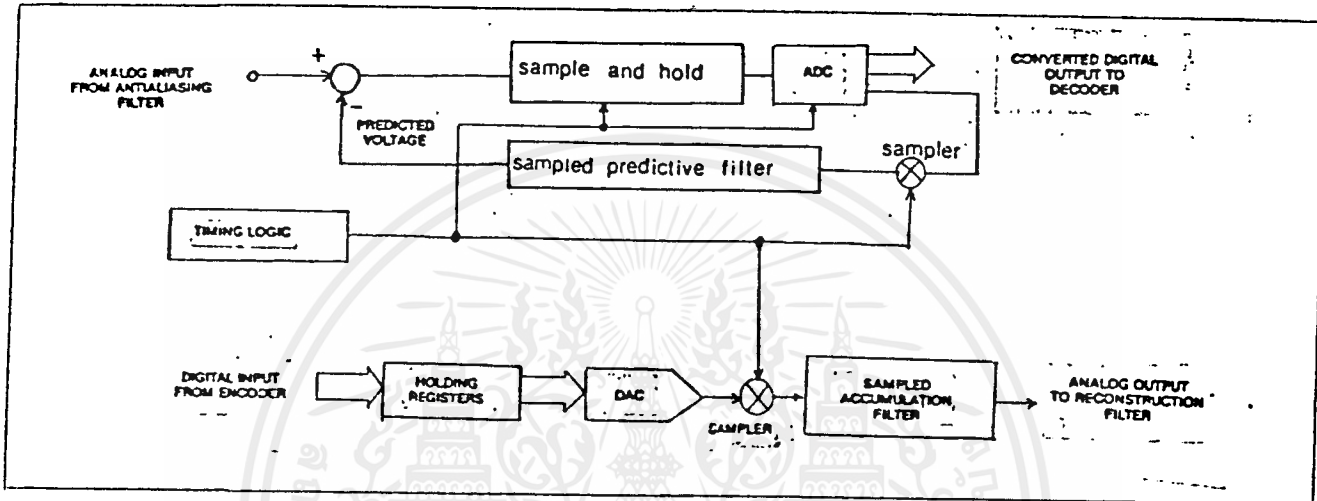 ANALOG INPUT
FROM ANTIALIASING
FILTER
+
−
PREDICTED
VOLTAGE
sample and hold
ADC
CONVERTED DIGITAL
OUTPUT TO
DECODER
sampled predictive filter
sampler
TIMING LOGIC
DIGITAL INPUT
FROM ENCODER
HOLDING
REGISTERS
DAC
SAMPLER
SAMPLED
ACCUMULATION
FILTER
ANALOG OUTPUT
TO RECONSTRUCTION
FILTER